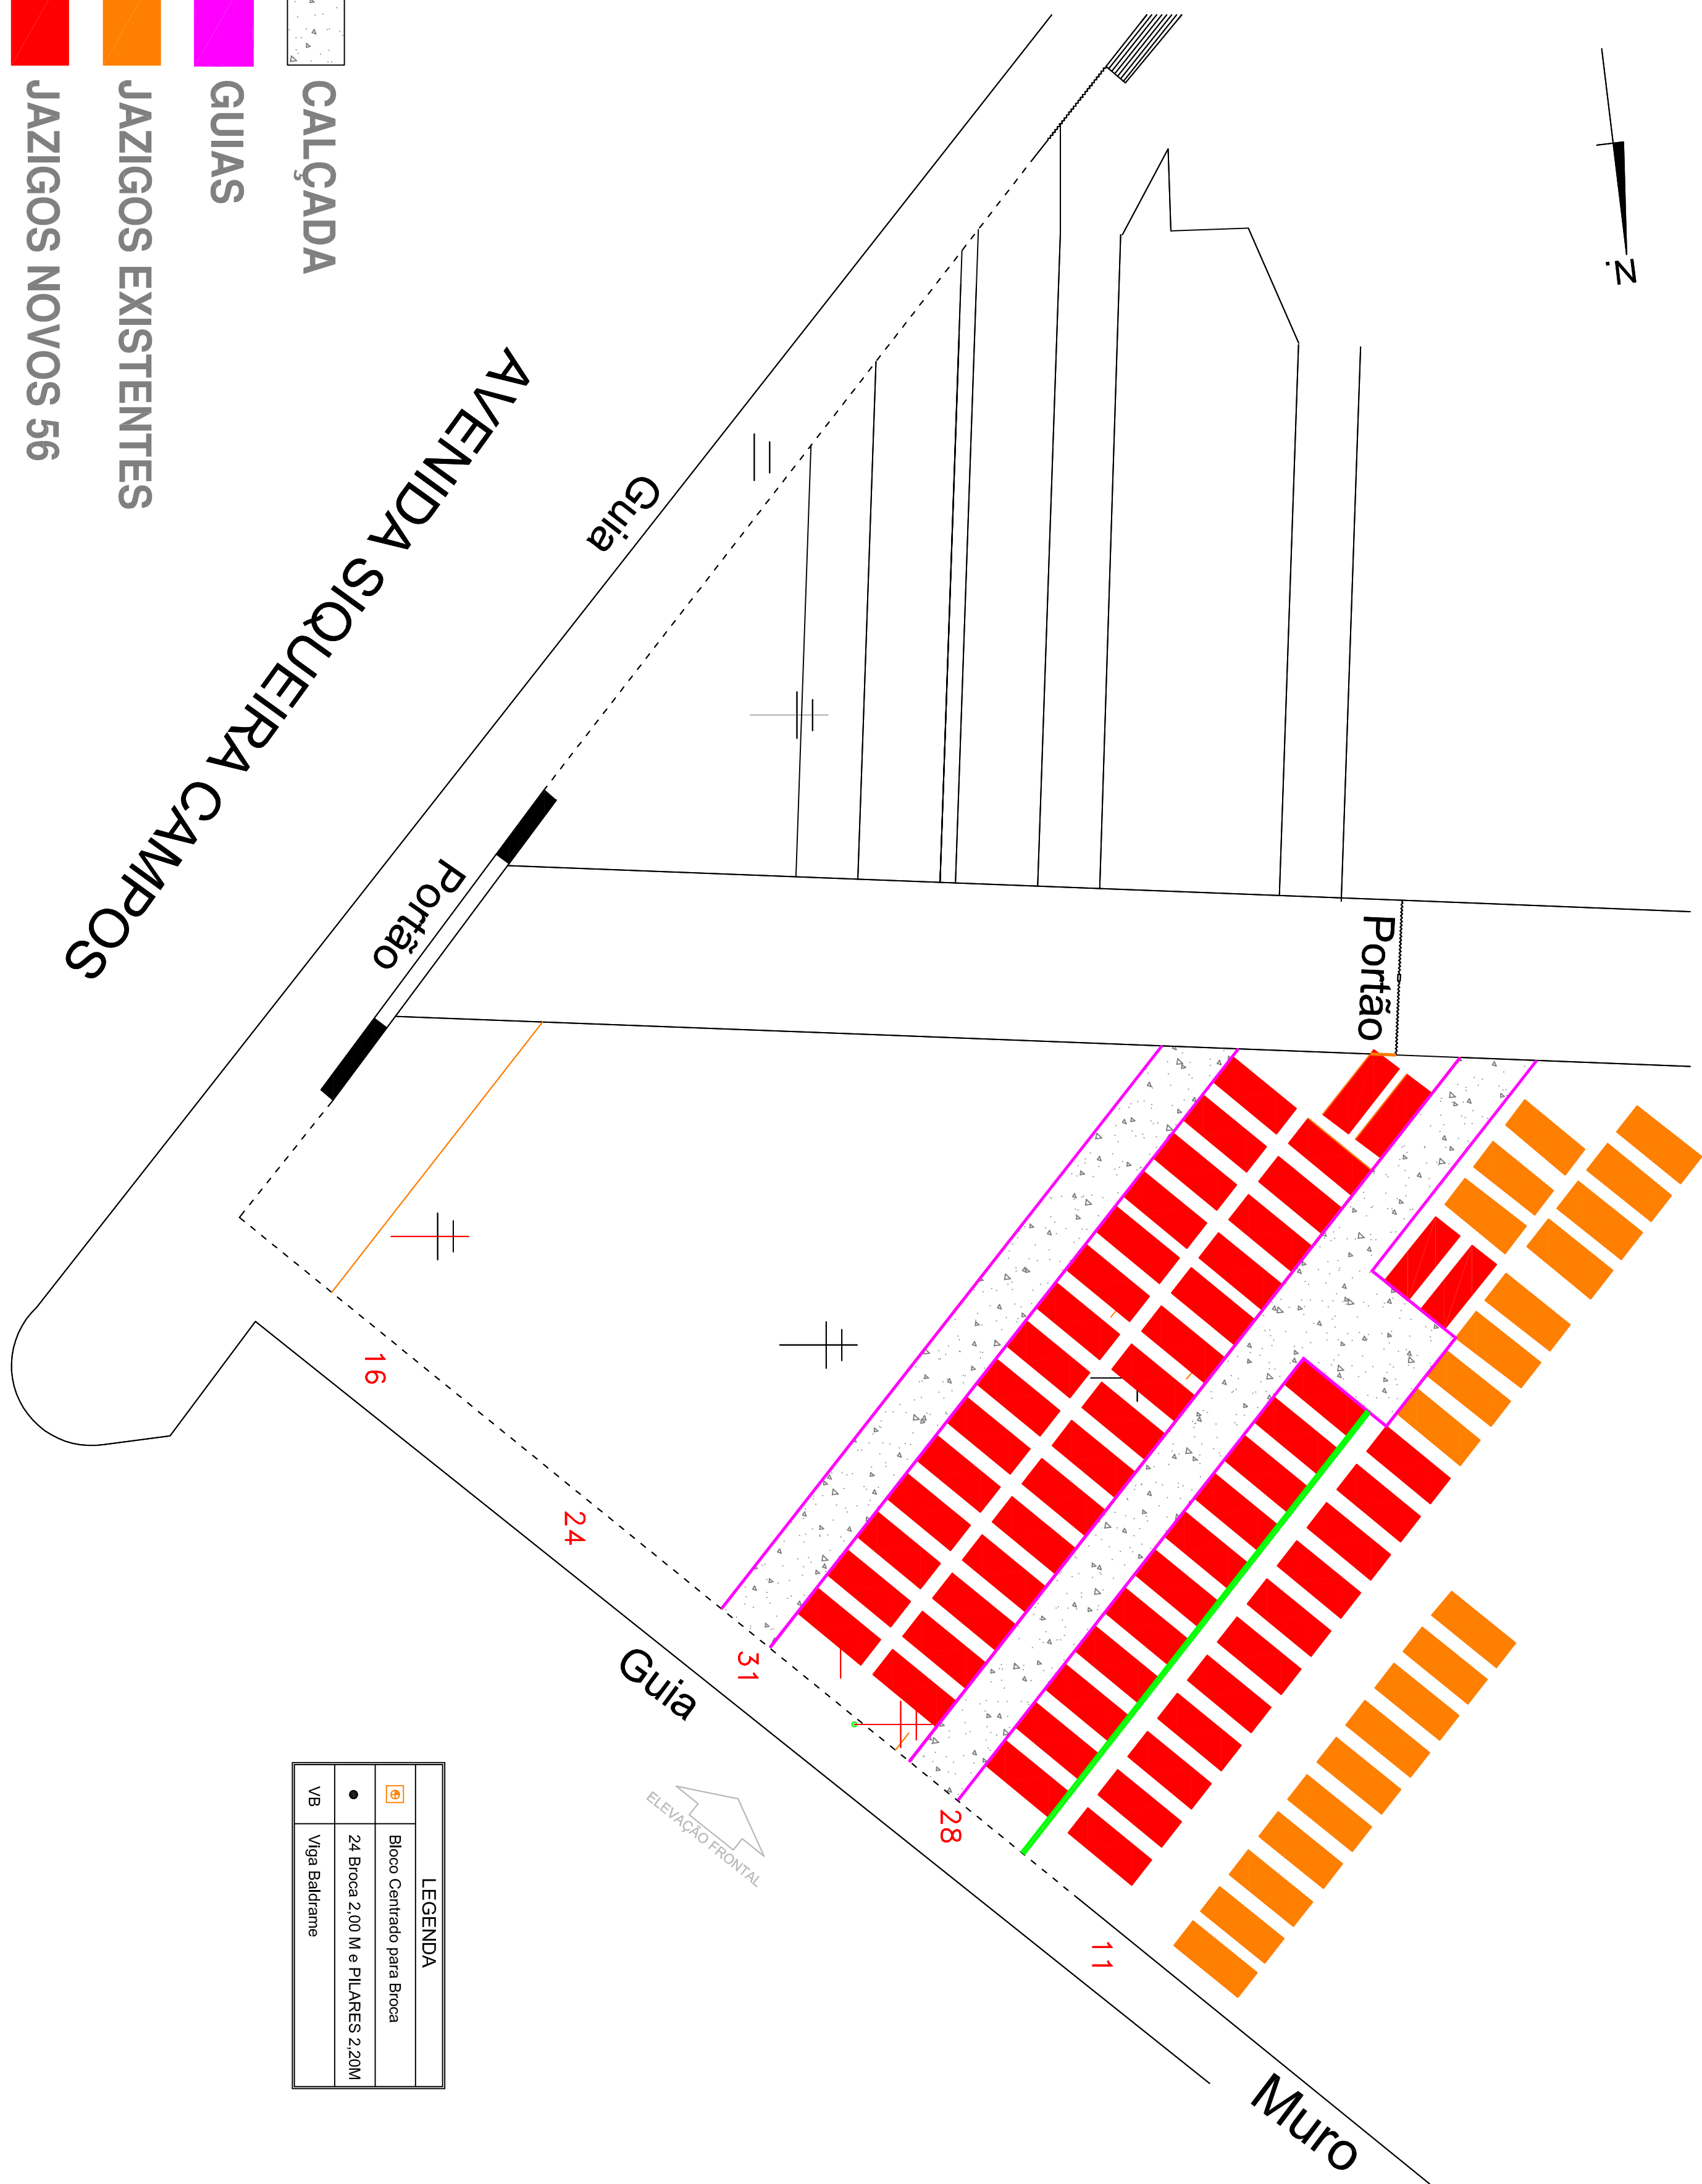 CALÇADA
GUIAS
JAZIGOS EXISTENTES
JAZIGOS NOVOS 56
N.
AVENIDA SIQUEIRA CAMPOS
Guia
Portão
Portão
16
24
31
28
11
Guia
Muro
ELEVAÇÃO FRONTAL
LEGENDA
Bloco Centrado para Broca
24 Broca 2,00 M e PILARES 2,20M
VB Viga Baldrame